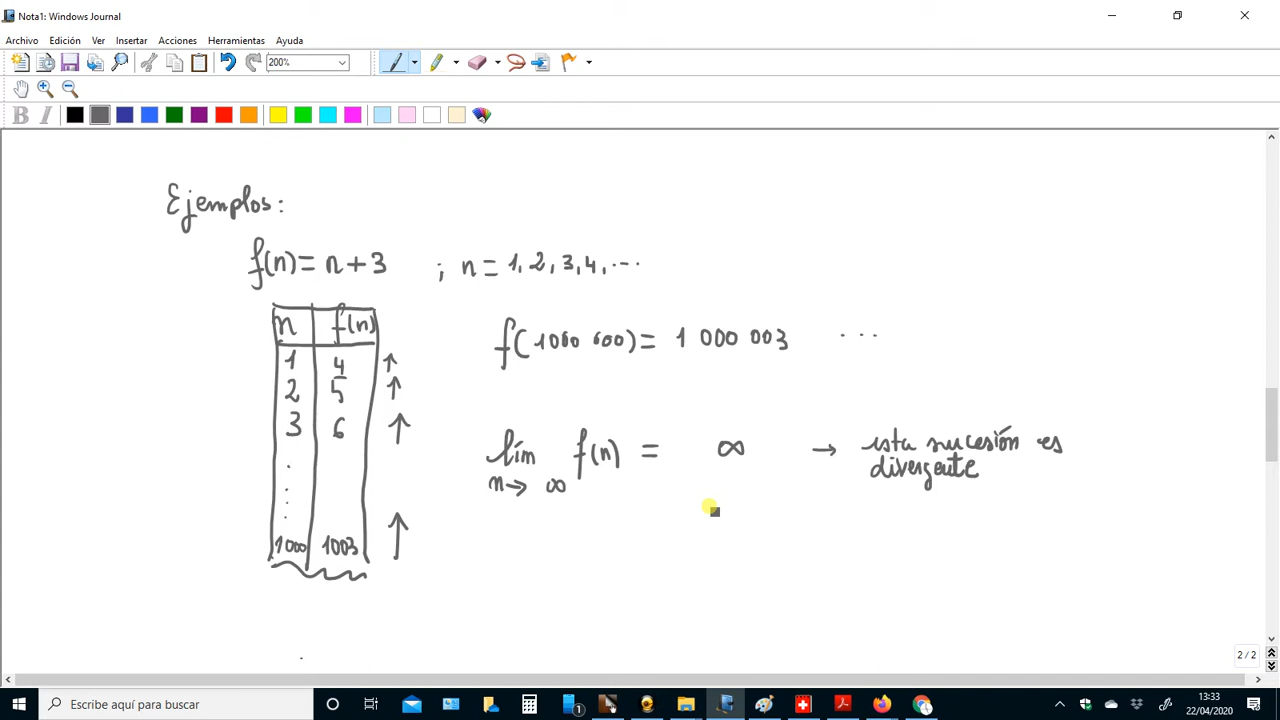 Nota1: Windows Journal
Archivo Edición Ver Insertar Acciones Herramientas Ayuda
200%
B I
Ejemplos:
f(n) = n + 3 ; n = 1, 2, 3, 4, ...
n f(n)
1 4 ↑
2 5 ↑
3 6 ↑
1000 1003 ↑
f(1000 000) = 1 000 003 ...
lím f(n) = ∞ → esta sucesión es
n → ∞ divergente
2 / 2
Escribe aquí para buscar
1
13:33
22/04/2020